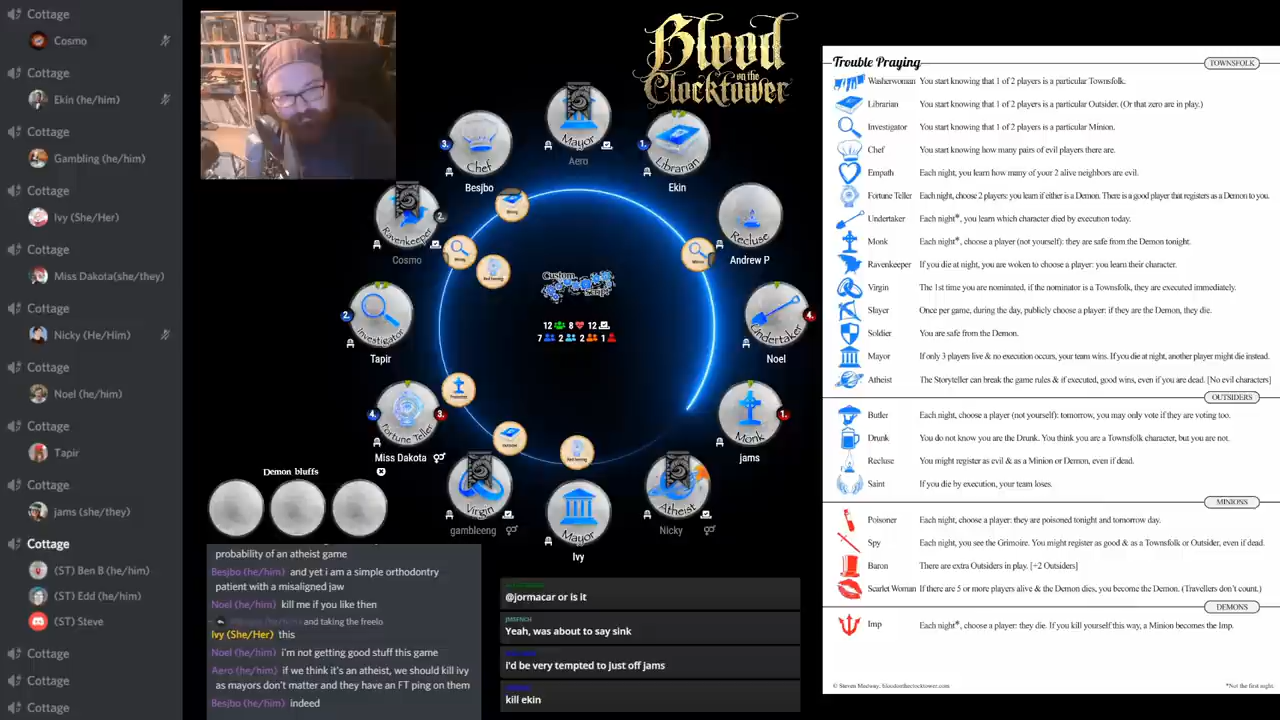 Cottage
Cosmo
Cottage
Ekin (he/him)
Cottage
Gambling (he/him)
Cottage
Ivy (She/Her)
Cottage
Miss Dakota(she/they)
Cottage
Nicky (He/Him)
Cottage
Noel (he/him)
Cottage
Tapir
Cottage
jams (she/they)
Cottage
(ST) Ben B (he/him)
(ST) Edd (he/him)
(ST) Steve
Cottage
Cottage
Cottage
Blood
on the
Clocktower
Mayor
Aero
Chef
3.
Besjbo
1.
Librarian
Ekin
Ravenkeeper
2.
Cosmo
Recluse
Andrew P
2.
Investigator
Tapir
Undertaker
4.
Noel
4.
Fortune Teller
3.
Miss Dakota
Monk
1.
jams
Virgin
gambleeng
Mayor
Ivy
Atheist
Nicky
Custom
Script
12 8 12
7 2 2 1
Demon bluffs
probability of an atheist game
Besjbo (he/him) and yet i am a simple orthodontry
patient with a misaligned jaw
Noel (he/him) kill me if you like then
and taking the freelo
Ivy (She/Her) this
Noel (he/him) i'm not getting good stuff this game
Aero (he/him) if we think it's an atheist, we should kill ivy
as mayors don't matter and they have an FT ping on them
Besjbo (he/him) indeed
@jormacar or is it
Yeah, was about to say sink
i'd be very tempted to just off jams
kill ekin
Trouble Praying
TOWNSFOLK
Washerwoman You start knowing that 1 of 2 players is a particular Townsfolk.
Librarian You start knowing that 1 of 2 players is a particular Outsider. (Or that zero are in play.)
Investigator You start knowing that 1 of 2 players is a particular Minion.
Chef You start knowing how many pairs of evil players there are.
Empath Each night, you learn how many of your 2 alive neighbors are evil.
Fortune Teller Each night, choose 2 players: you learn if either is a Demon. There is a good player that registers as a Demon to you.
Undertaker Each night*, you learn which character died by execution today.
Monk Each night*, choose a player (not yourself): they are safe from the Demon tonight.
Ravenkeeper If you die at night, you are woken to choose a player: you learn their character.
Virgin The 1st time you are nominated, if the nominator is a Townsfolk, they are executed immediately.
Slayer Once per game, during the day, publicly choose a player: if they are the Demon, they die.
Soldier You are safe from the Demon.
Mayor If only 3 players live & no execution occurs, your team wins. If you die at night, another player might die instead.
Atheist The Storyteller can break the game rules & if executed, good wins, even if you are dead. [No evil characters]
OUTSIDERS
Butler Each night, choose a player (not yourself): tomorrow, you may only vote if they are voting too.
Drunk You do not know you are the Drunk. You think you are a Townsfolk character, but you are not.
Recluse You might register as evil & as a Minion or Demon, even if dead.
Saint If you die by execution, your team loses.
MINIONS
Poisoner Each night, choose a player: they are poisoned tonight and tomorrow day.
Spy Each night, you see the Grimoire. You might register as good & as a Townsfolk or Outsider, even if dead.
Baron There are extra Outsiders in play. [+2 Outsiders]
Scarlet Woman If there are 5 or more players alive & the Demon dies, you become the Demon. (Travellers don't count.)
DEMONS
Imp Each night*, choose a player: they die. If you kill yourself this way, a Minion becomes the Imp.
© Steven Medway, bloodontheclocktower.com
*Not the first night